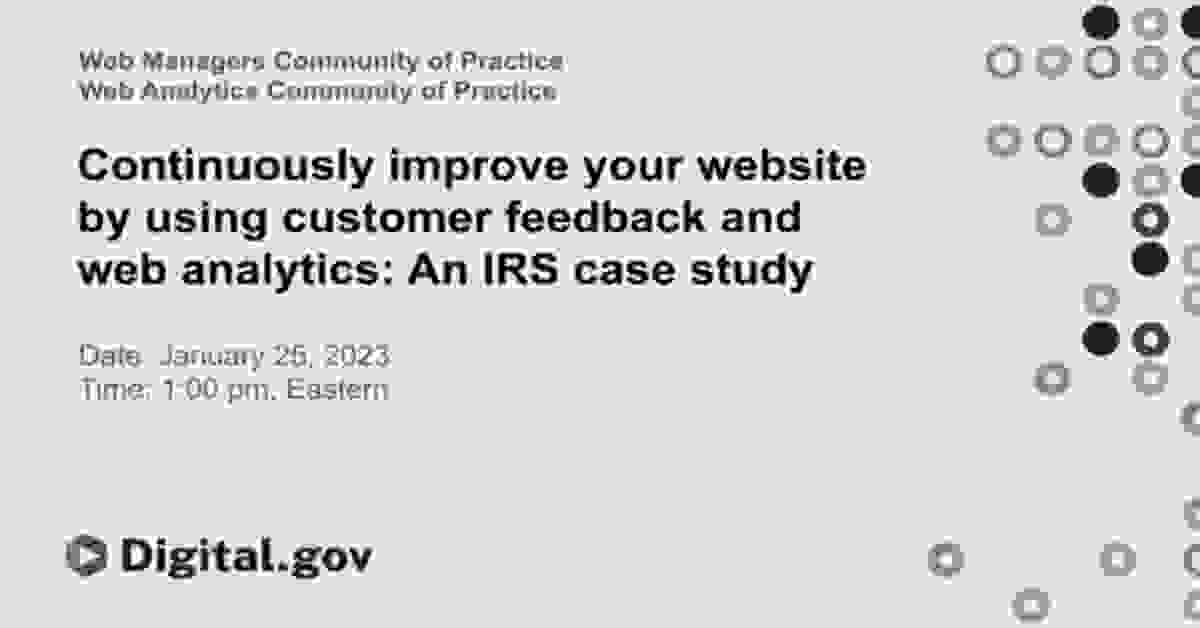 Web Managers Community of Practice
Web Analytics Community of Practice
Continuously improve your website
by using customer feedback and
web analytics: An IRS case study
Date: January 25, 2023
Time: 1:00 pm, Eastern
Digital.gov